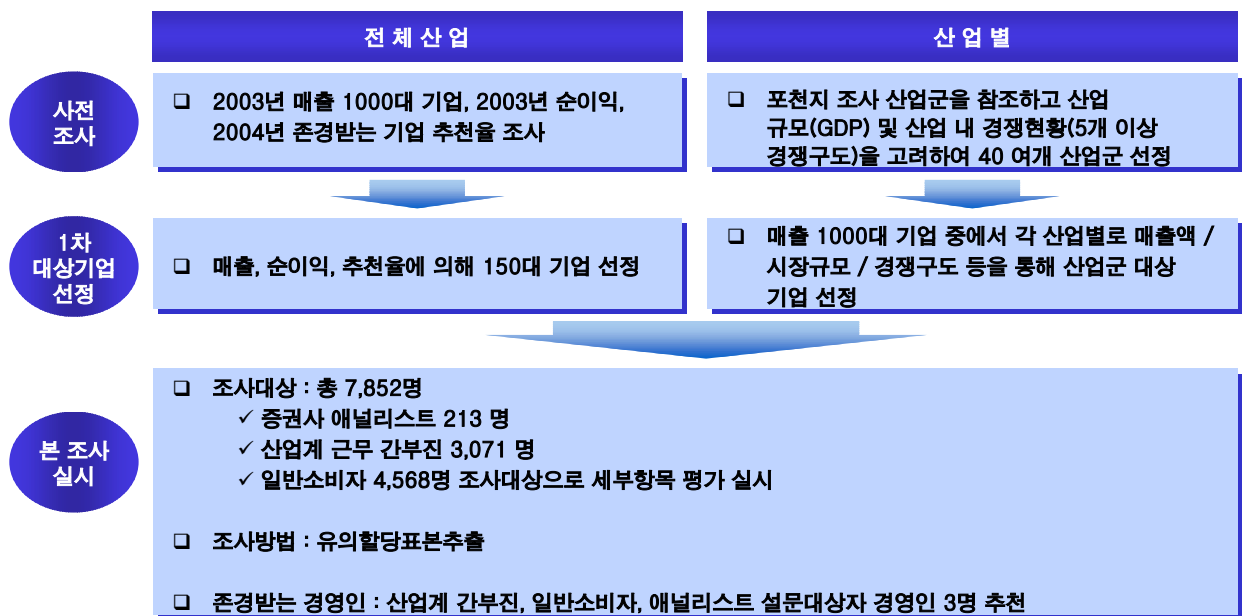 전 체 산 업
산 업 별
사전
조사
❑ 2003년 매출 1000대 기업, 2003년 순이익,
2004년 존경받는 기업 추천율 조사
❑ 포천지 조사 산업군을 참조하고 산업
규모(GDP) 및 산업 내 경쟁현황(5개 이상
경쟁구도)을 고려하여 40 여개 산업군 선정
1차
대상기업
선정
❑ 매출, 순이익, 추천율에 의해 150대 기업 선정
❑ 매출 1000대 기업 중에서 각 산업별로 매출액 /
시장규모 / 경쟁구도 등을 통해 산업군 대상
기업 선정
본 조사
실시
❑ 조사대상 : 총 7,852명
✓ 증권사 애널리스트 213 명
✓ 산업계 근무 간부진 3,071 명
✓ 일반소비자 4,568명 조사대상으로 세부항목 평가 실시
❑ 조사방법 : 유의할당표본추출
❑ 존경받는 경영인 : 산업계 간부진, 일반소비자, 애널리스트 설문대상자 경영인 3명 추천